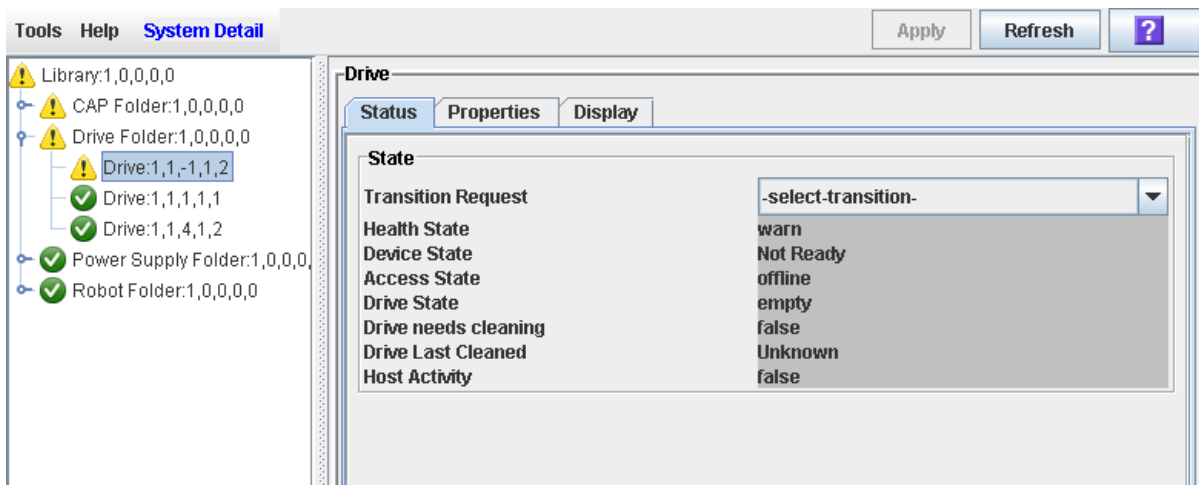 Tools Help System Detail Apply Refresh ?
Library:1,0,0,0,0
CAP Folder:1,0,0,0,0
Drive Folder:1,0,0,0,0
Drive:1,1,-1,1,2
Drive:1,1,1,1,1
Drive:1,1,4,1,2
Power Supply Folder:1,0,0,0,
Robot Folder:1,0,0,0,0
Drive
Status Properties Display
State
Transition Request -select-transition-
Health State warn
Device State Not Ready
Access State offline
Drive State empty
Drive needs cleaning false
Drive Last Cleaned Unknown
Host Activity false